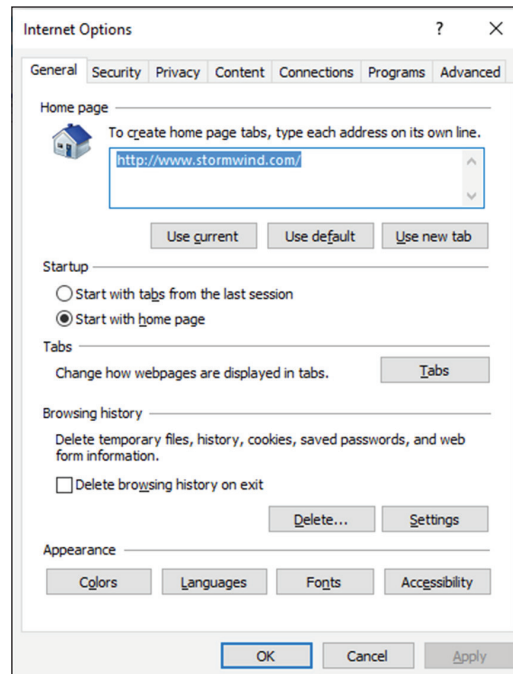 Internet Options ? ×
General Security Privacy Content Connections Programs Advanced
Home page
To create home page tabs, type each address on its own line.
http://www.stormwind.com/
Use current Use default Use new tab
Startup
Start with tabs from the last session
Start with home page
Tabs
Change how webpages are displayed in tabs. Tabs
Browsing history
Delete temporary files, history, cookies, saved passwords, and web
form information.
Delete browsing history on exit
Delete... Settings
Appearance
Colors Languages Fonts Accessibility
OK Cancel Apply